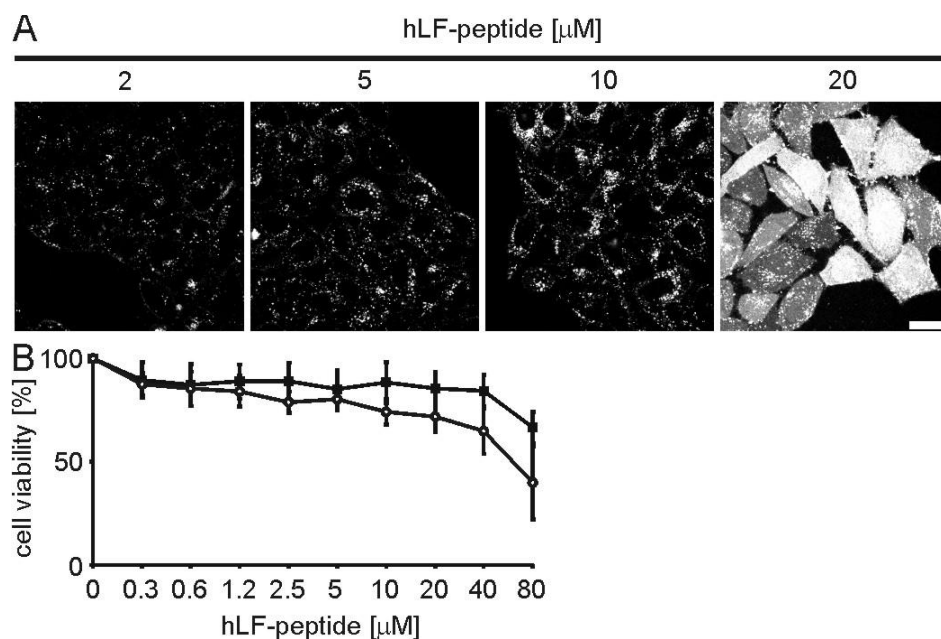 A
hLF-peptide [μM]
2 5 10 20
B
100
50
0
cell viability [%]
0 0.3 0.6 1.2 2.5 5 10 20 40 80
hLF-peptide [μM]